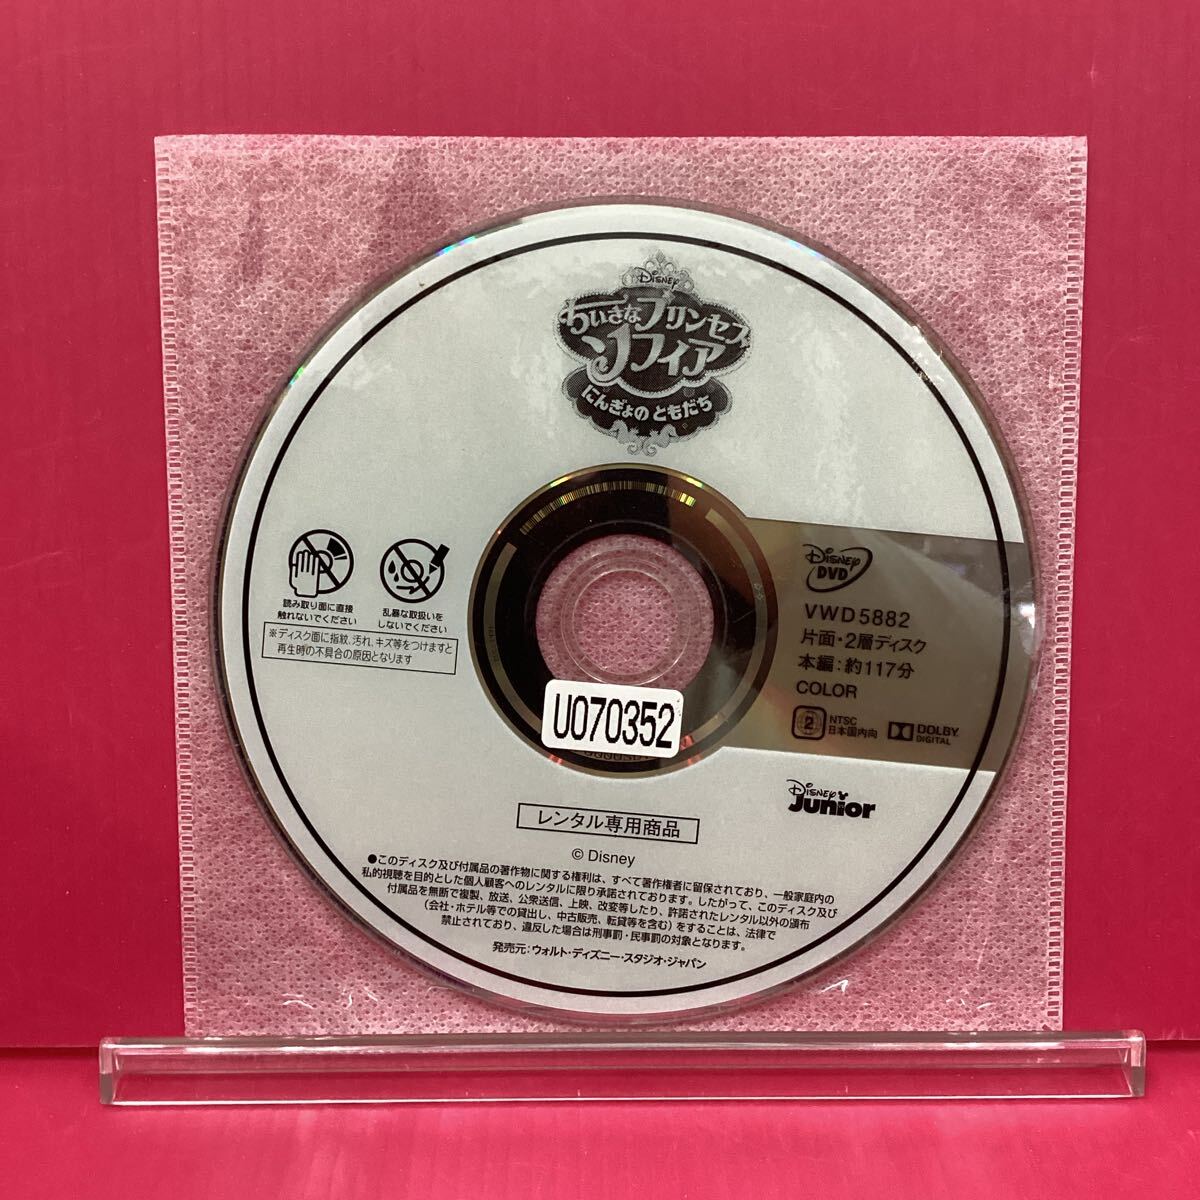 Disney
ちいさなプリンセス
ソフィア
にんぎょの ともだち
読み取り面に直接
触れないでください
乱暴な取扱いを
しないでください
※ディスク面に指紋、汚れ、キズ等をつけますと
再生時の不具合の原因となります
Disney
DVD
VWD5882
片面・2層ディスク
本編：約117分
COLOR
2
NTSC
日本国内向
DOLBY
DIGITAL
U070352
Disney
Junior
レンタル専用商品
© Disney
●このディスク及び付属品の著作物に関する権利は、すべて著作権者に留保されており、一般家庭内の
私的視聴を目的とした個人顧客へのレンタルに限り承諾されております。したがって、このディスク及び
付属品を無断で複製、放送、公衆送信、上映、改変等したり、許諾されたレンタル以外の頒布
（会社・ホテル等での貸出し、中古販売、転貸等を含む）をすることは、法律で
禁止されており、違反した場合は刑事罰・民事罰の対象となります。
発売元：ウォルト・ディズニー・スタジオ・ジャパン